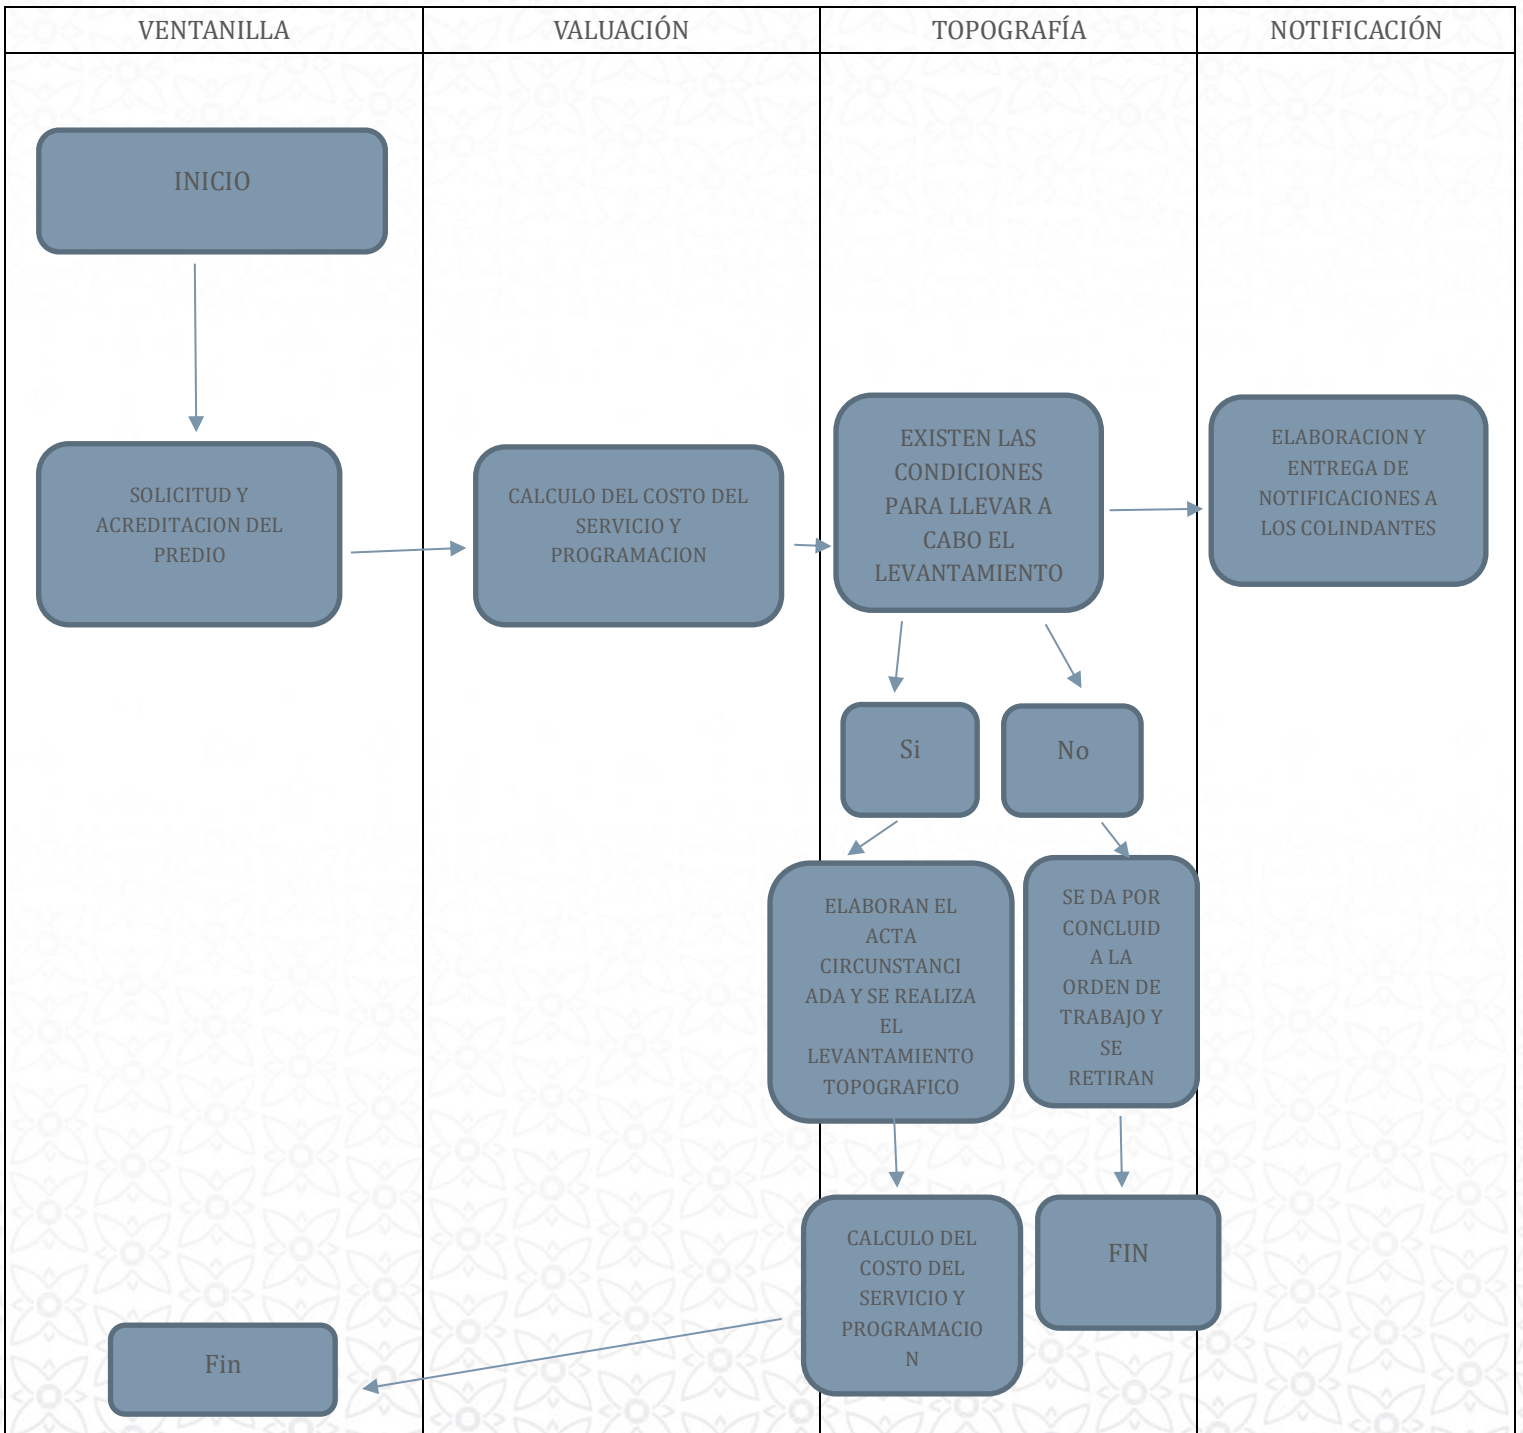 VENTANILLA
VALUACIÓN
TOPOGRAFÍA
NOTIFICACIÓN
INICIO
SOLICITUD Y
ACREDITACION DEL
PREDIO
CALCULO DEL COSTO DEL
SERVICIO Y
PROGRAMACION
EXISTEN LAS
CONDICIONES
PARA LLEVAR A
CABO EL
LEVANTAMIENTO
ELABORACION Y
ENTREGA DE
NOTIFICACIONES A
LOS COLINDANTES
Si
No
ELABORAN EL
ACTA
CIRCUNSTANCI
ADA Y SE REALIZA
EL
LEVANTAMIENTO
TOPOGRAFICO
SE DA POR
CONCLUID
A LA
ORDEN DE
TRABAJO Y
SE
RETIRAN
CALCULO DEL
COSTO DEL
SERVICIO Y
PROGRAMACIO
N
FIN
Fin